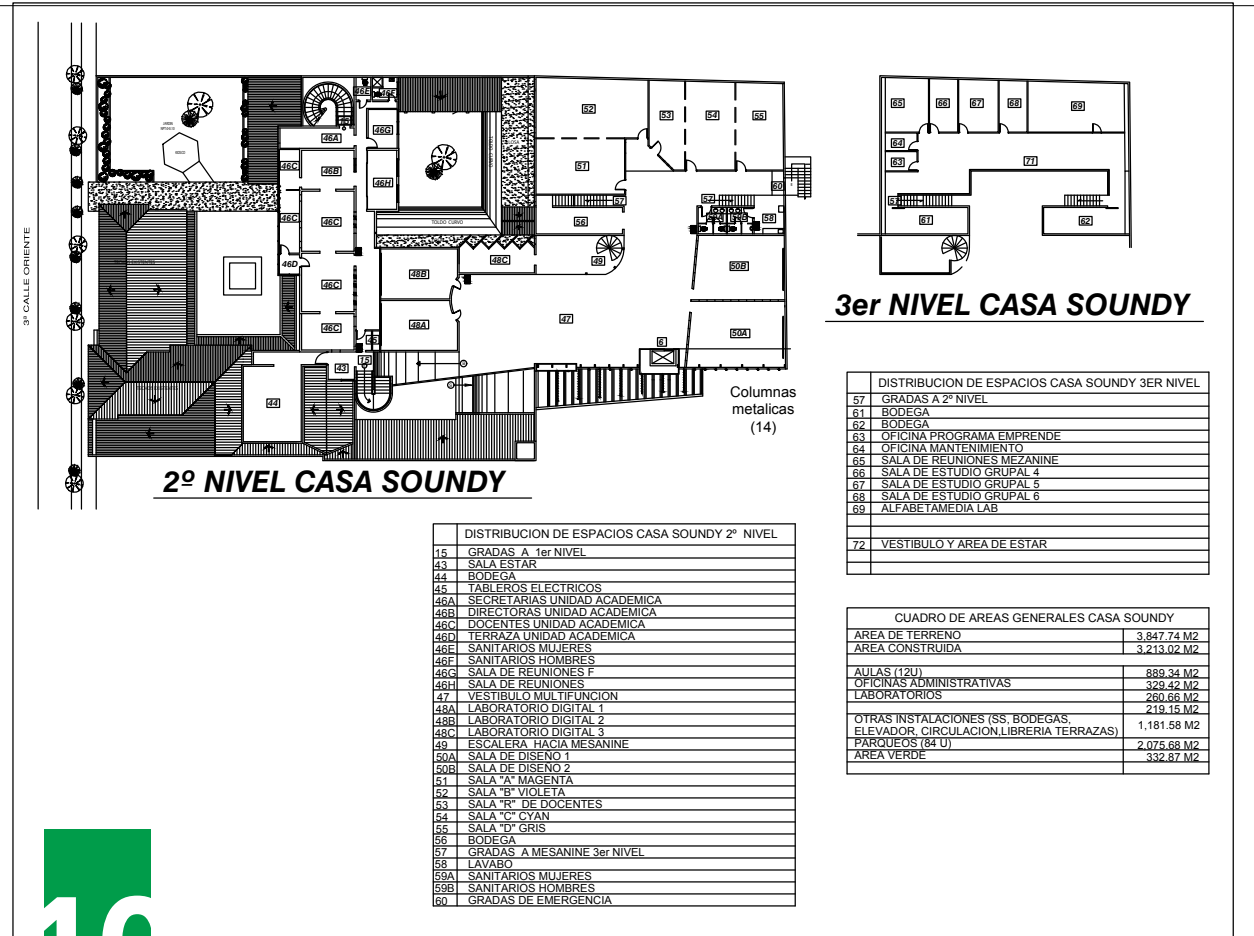 46E
46F
52
65
66
67
68
69
53
54
55
46G
46A
64
KIOSCO
46C
46B
51
63
71
46H
60
57
57
61
62
46C
46C
TOLDO CURVO
56
58
3ª CALLE ORIENTE
46D
48C
49
48B
50B
46C
3er NIVEL CASA SOUNDY
47
48A
46C
50A
45
6
43
15
44
Columnas
metalicas
(14)
2º NIVEL CASA SOUNDY
DISTRIBUCION DE ESPACIOS CASA SOUNDY 3ER NIVEL
57 GRADAS A 2º NIVEL
61 BODEGA
62 BODEGA
63 OFICINA PROGRAMA EMPRENDE
64 OFICINA MANTENIMIENTO
65 SALA DE REUNIONES MEZANINE
66 SALA DE ESTUDIO GRUPAL 4
67 SALA DE ESTUDIO GRUPAL 5
68 SALA DE ESTUDIO GRUPAL 6
69 ALFABETAMEDIA LAB
72 VESTIBULO Y AREA DE ESTAR
DISTRIBUCION DE ESPACIOS CASA SOUNDY 2º NIVEL
15 GRADAS A 1er NIVEL
43 SALA ESTAR
44 BODEGA
45 TABLEROS ELECTRICOS
46A SECRETARIAS UNIDAD ACADEMICA
46B DIRECTORAS UNIDAD ACADEMICA
46C DOCENTES UNIDAD ACADEMICA
46D TERRAZA UNIDAD ACADEMICA
46E SANITARIOS MUJERES
46F SANITARIOS HOMBRES
46G SALA DE REUNIONES F
46H SALA DE REUNIONES
47 VESTIBULO MULTIFUNCION
48A LABORATORIO DIGITAL 1
48B LABORATORIO DIGITAL 2
48C LABORATORIO DIGITAL 3
49 ESCALERA HACIA MESANINE
50A SALA DE DISEÑO 1
50B SALA DE DISEÑO 2
51 SALA "A" MAGENTA
52 SALA "B" VIOLETA
53 SALA "R" DE DOCENTES
54 SALA "C" CYAN
55 SALA "D" GRIS
56 BODEGA
57 GRADAS A MESANINE 3er NIVEL
58 LAVABO
59A SANITARIOS MUJERES
59B SANITARIOS HOMBRES
60 GRADAS DE EMERGENCIA
CUADRO DE AREAS GENERALES CASA SOUNDY
AREA DE TERRENO 3,847.74 M2
AREA CONSTRUIDA 3,213.02 M2
AULAS (12U) 889.34 M2
OFICINAS ADMINISTRATIVAS 329.42 M2
LABORATORIOS 260.66 M2
219.15 M2
OTRAS INSTALACIONES (SS, BODEGAS,
ELEVADOR, CIRCULACION,LIBRERIA TERRAZAS) 1,181.58 M2
PARQUEOS (84 U) 2,075.68 M2
AREA VERDE 332.87 M2